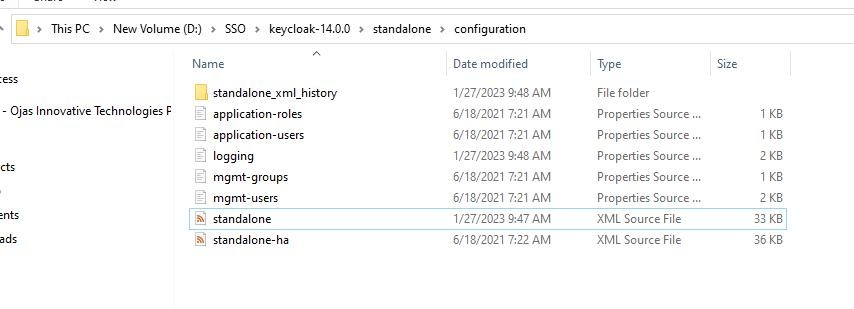 This PC > New Volume (D:) > SSO > keycloak-14.0.0 > standalone > configuration
Name Date modified Type Size
cess
- Ojas Innovative Technologies P
cts
ents
ads
standalone_xml_history 1/27/2023 9:48 AM File folder
application-roles 6/18/2021 7:21 AM Properties Source ... 1 KB
application-users 6/18/2021 7:21 AM Properties Source ... 1 KB
logging 1/27/2023 9:48 AM Properties Source ... 2 KB
mgmt-groups 6/18/2021 7:21 AM Properties Source ... 1 KB
mgmt-users 6/18/2021 7:21 AM Properties Source ... 2 KB
standalone 1/27/2023 9:47 AM XML Source File 33 KB
standalone-ha 6/18/2021 7:22 AM XML Source File 36 KB